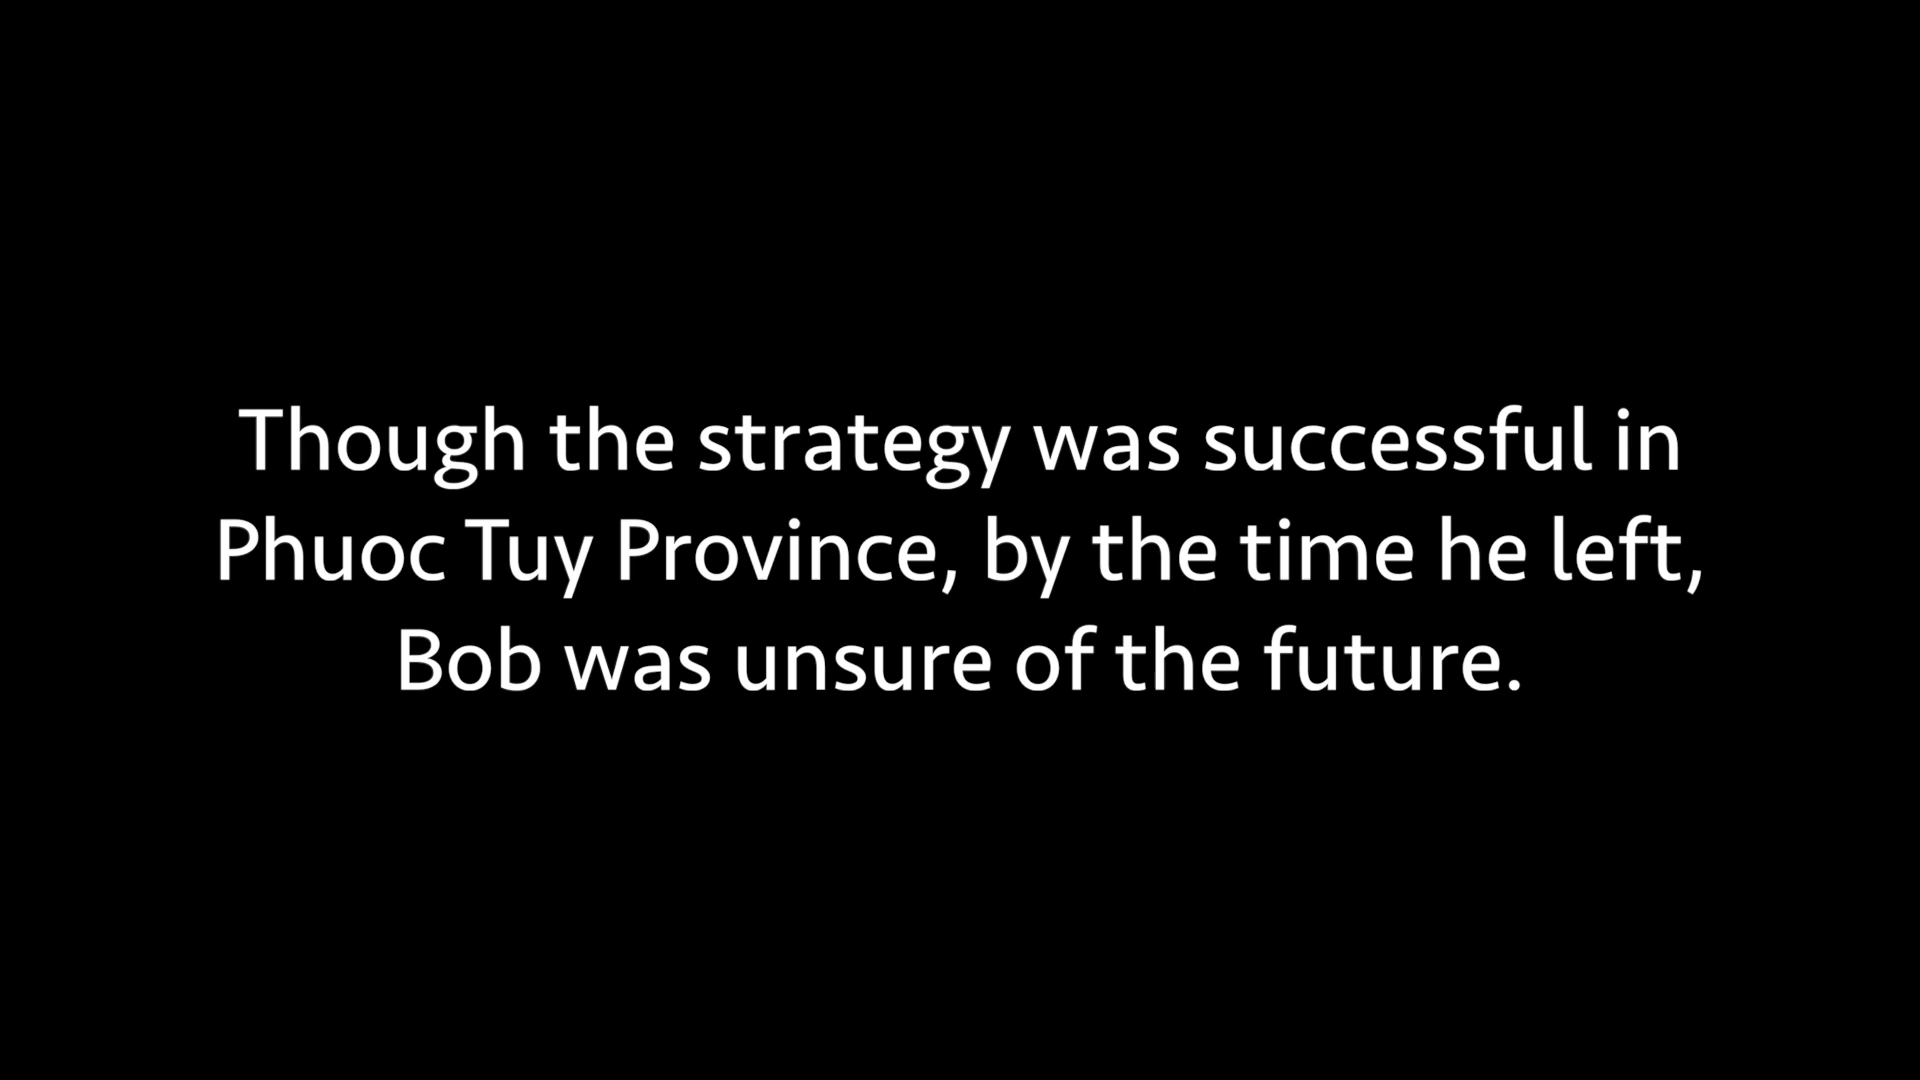 Though the strategy was successful in
Phuoc Tuy Province, by the time he left,
Bob was unsure of the future.